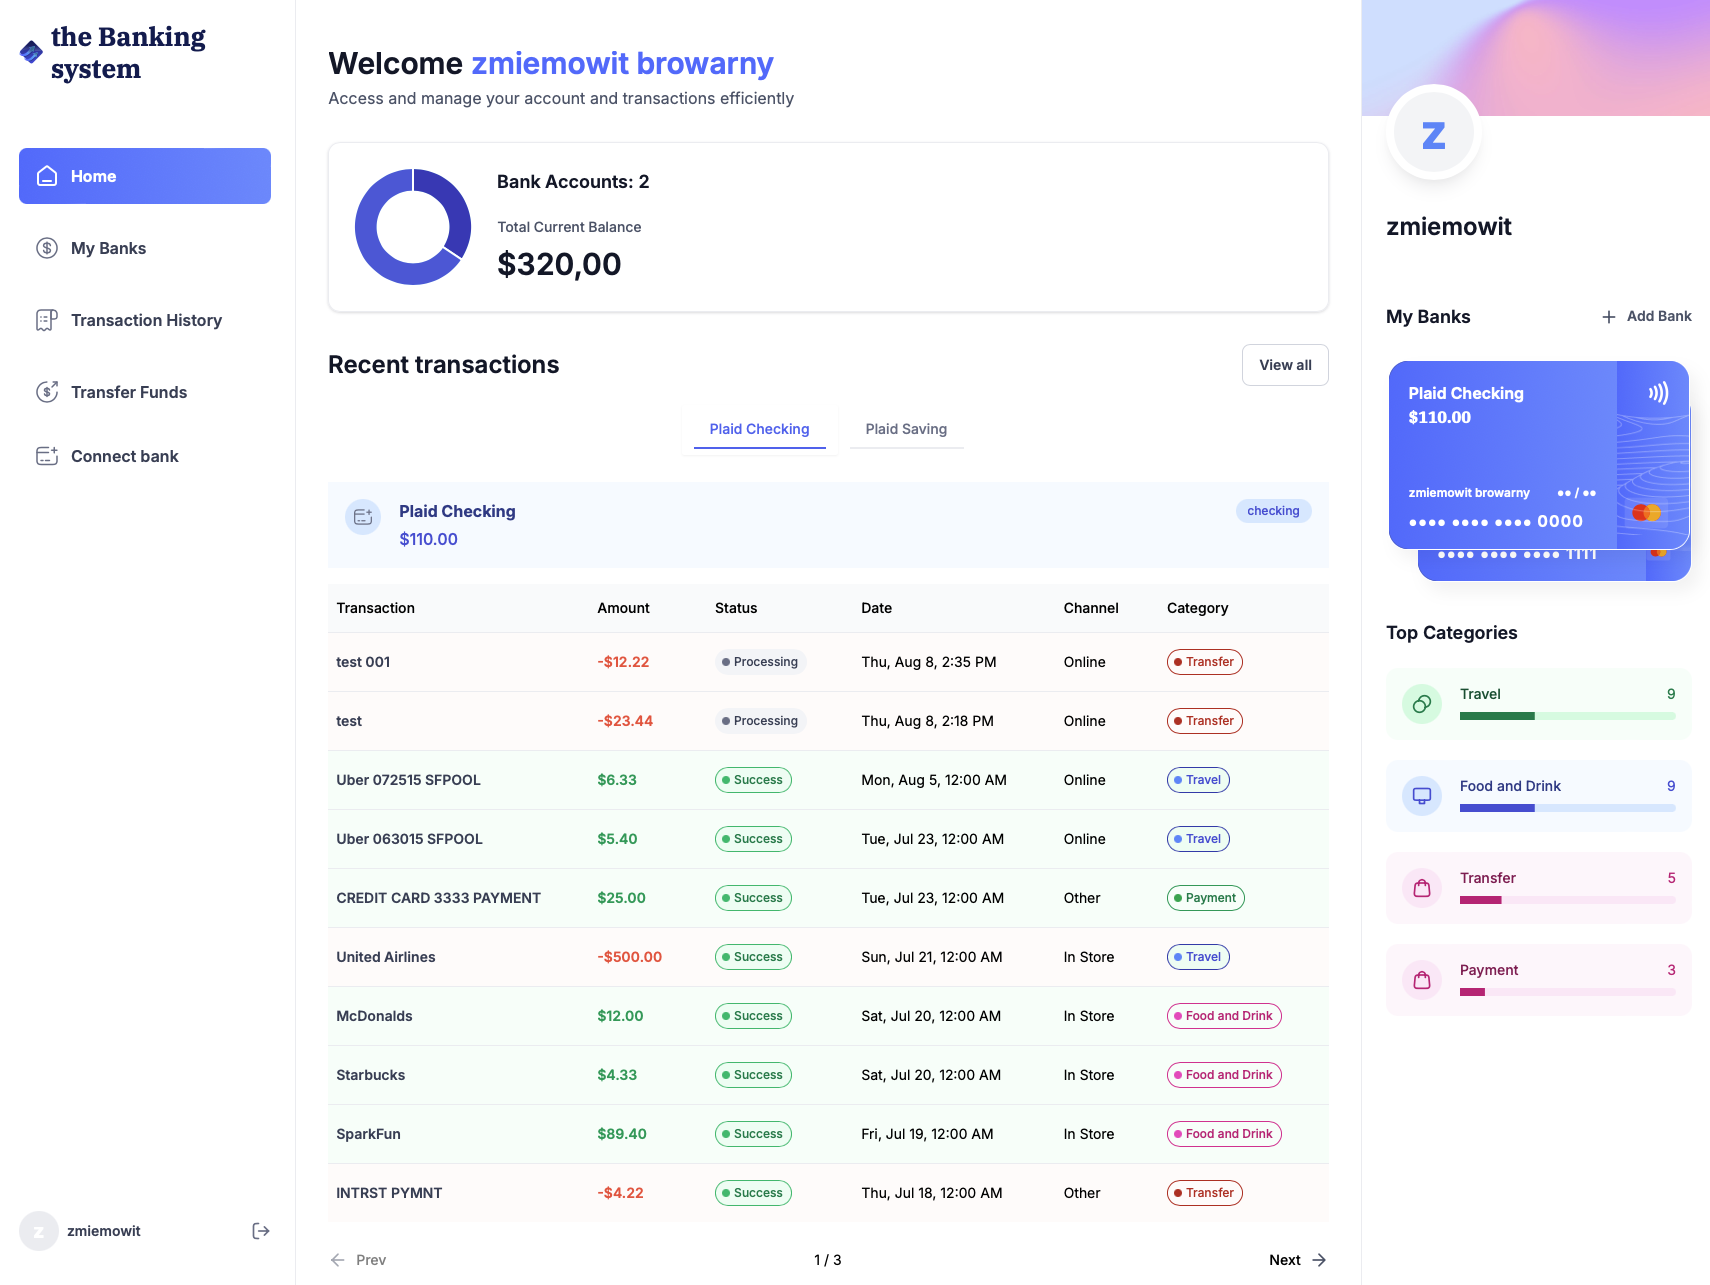 the Banking
system
Home
My Banks
Transaction History
Transfer Funds
Connect bank
z
zmiemowit
Welcome zmiemowit browarny
Access and manage your account and transactions efficiently
Bank Accounts: 2
Total Current Balance
$320,00
Recent transactions
View all
Plaid Checking
Plaid Saving
Plaid Checking
$110.00
checking
Transaction Amount Status Date Channel Category
test 001 -$12.22 Processing Thu, Aug 8, 2:35 PM Online Transfer
test -$23.44 Processing Thu, Aug 8, 2:18 PM Online Transfer
Uber 072515 SFPOOL $6.33 Success Mon, Aug 5, 12:00 AM Online Travel
Uber 063015 SFPOOL $5.40 Success Tue, Jul 23, 12:00 AM Online Travel
CREDIT CARD 3333 PAYMENT $25.00 Success Tue, Jul 23, 12:00 AM Other Payment
United Airlines -$500.00 Success Sun, Jul 21, 12:00 AM In Store Travel
McDonalds $12.00 Success Sat, Jul 20, 12:00 AM In Store Food and Drink
Starbucks $4.33 Success Sat, Jul 20, 12:00 AM In Store Food and Drink
SparkFun $89.40 Success Fri, Jul 19, 12:00 AM In Store Food and Drink
INTRST PYMNT -$4.22 Success Thu, Jul 18, 12:00 AM Other Transfer
Prev
1 / 3
Next
z
zmiemowit
My Banks
Add Bank
Plaid Checking
$110.00
zmiemowit browarny ●● / ●●
●●●● ●●●● ●●●● 0000
●●●● ●●●● ●●●● 1111
Top Categories
Travel 9
Food and Drink 9
Transfer 5
Payment 3